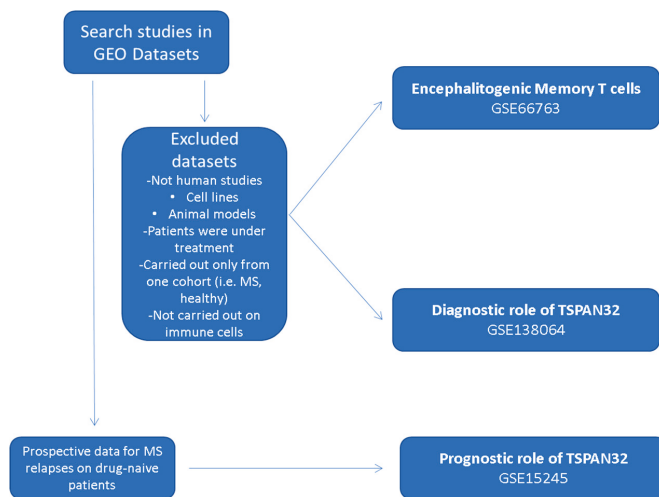 Search studies in
GEO Datasets
Encephalitogenic Memory T cells
GSE66763
Excluded
datasets
-Not human studies
• Cell lines
• Animal models
-Patients were under
treatment
-Carried out only from
one cohort (i.e. MS,
healthy)
-Not carried out on
immune cells
Diagnostic role of TSPAN32
GSE138064
Prospective data for MS
relapses on drug-naive
patients
Prognostic role of TSPAN32
GSE15245